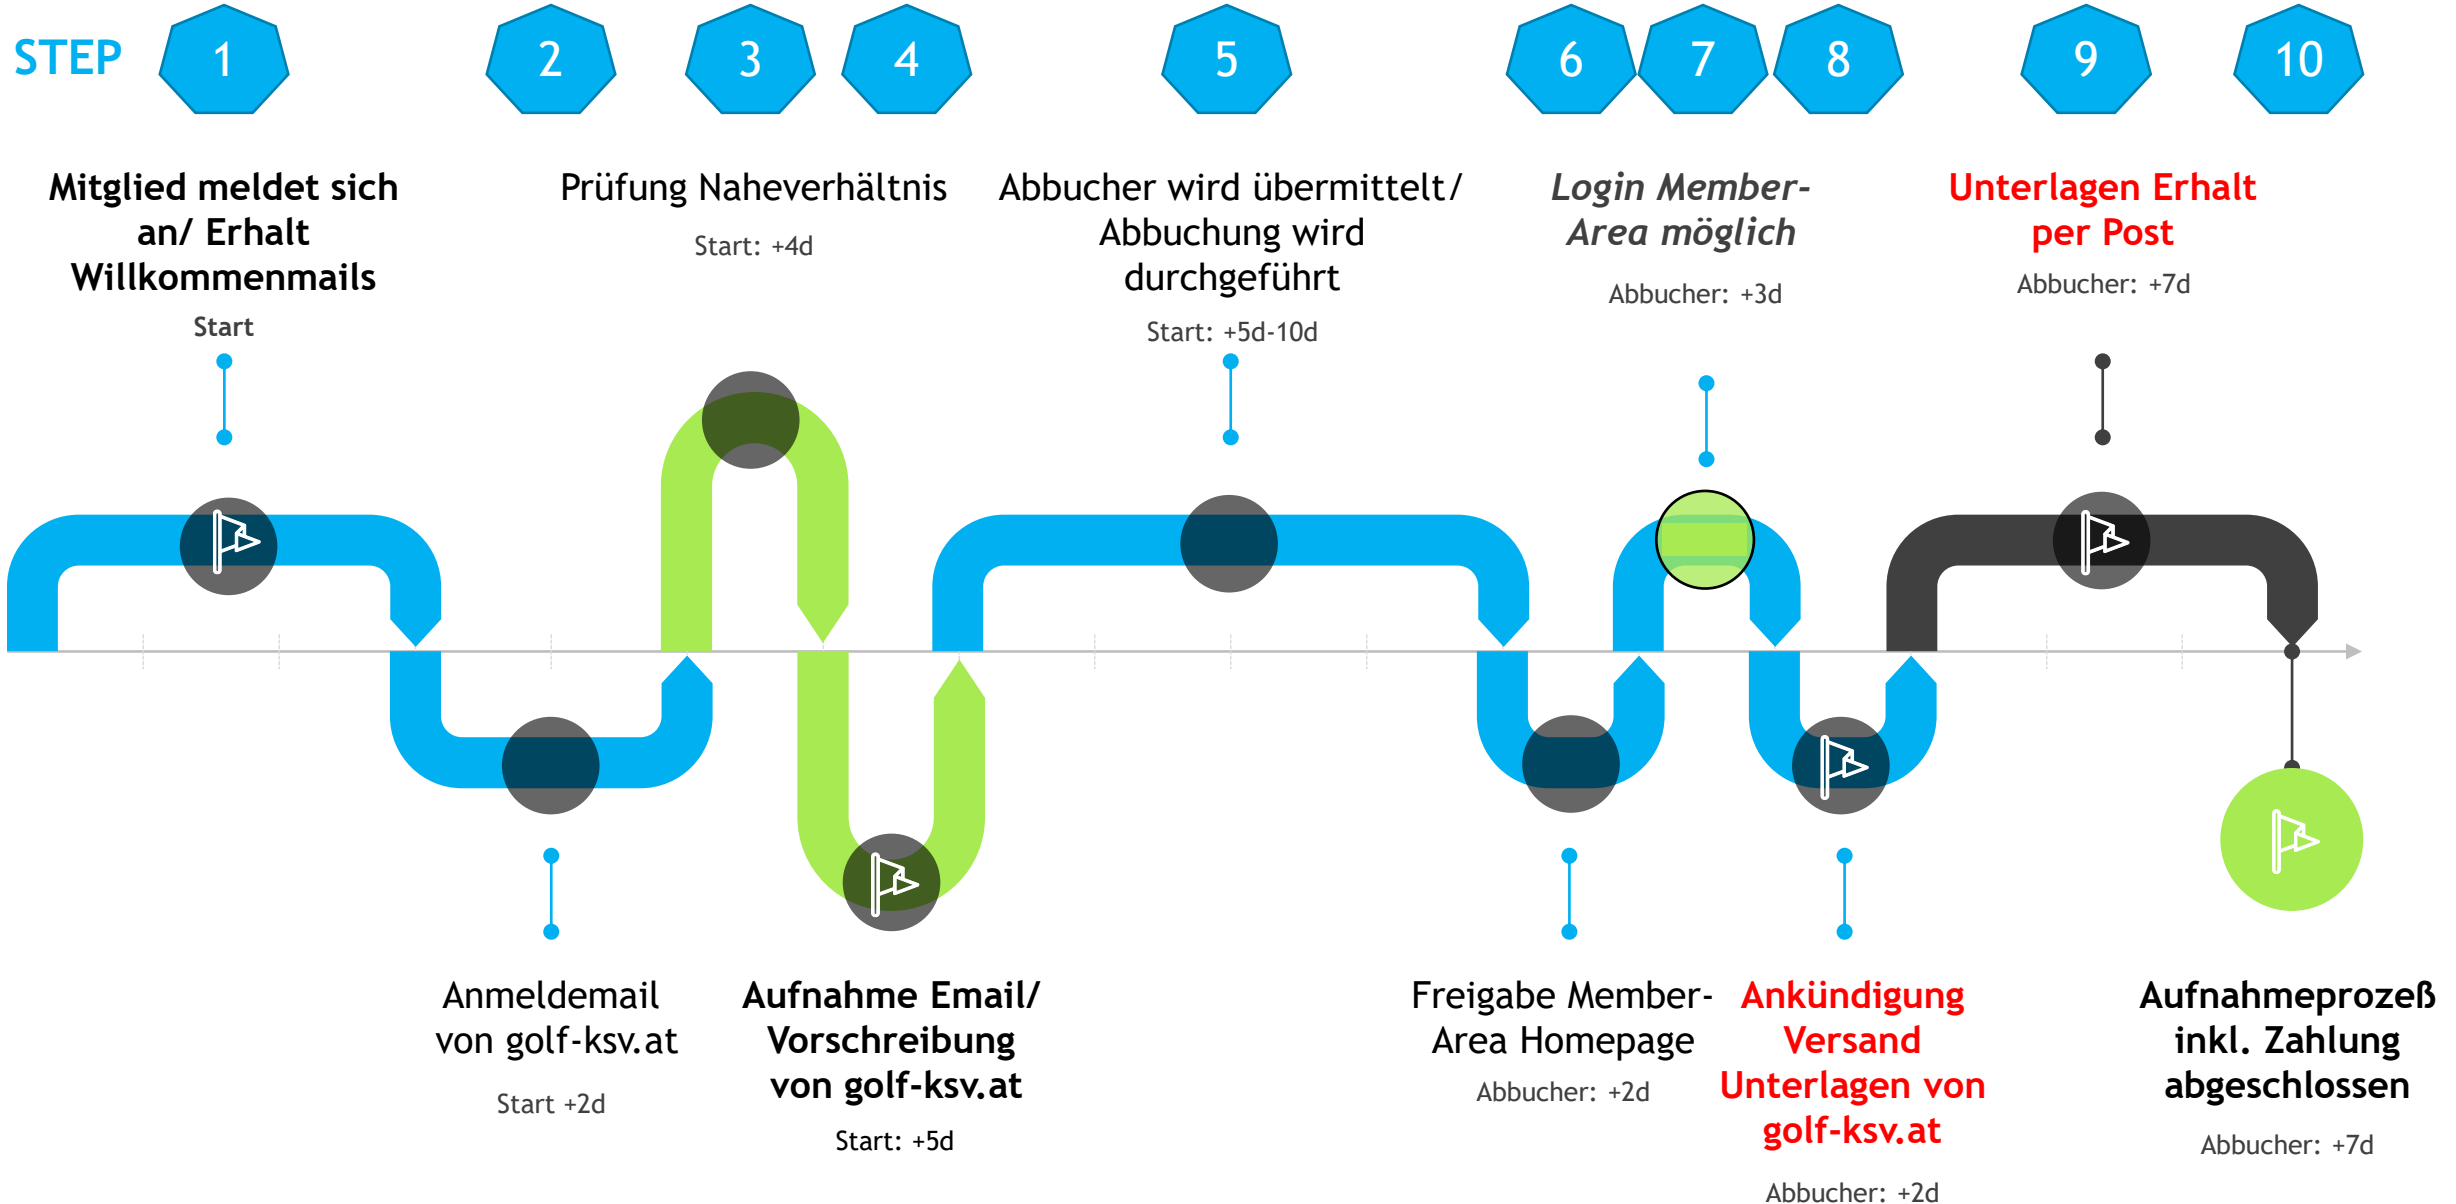 STEP 1 2 3 4 5 6 7 8 9 10
Mitglied meldet sich
an/ Erhalt
Willkommenmails
Start
Prüfung Naheverhältnis
Start: +4d
Abbucher wird übermittelt/
Abbuchung wird
durchgeführt
Start: +5d-10d
Login Member-
Area möglich
Abbucher: +3d
Unterlagen Erhalt
per Post
Abbucher: +7d
Anmeldemail
von golf-ksv.at
Start +2d
Aufnahme Email/
Vorschreibung
von golf-ksv.at
Start: +5d
Freigabe Member-
Area Homepage
Abbucher: +2d
Ankündigung
Versand
Unterlagen von
golf-ksv.at
Abbucher: +2d
Aufnahmeprozeß
inkl. Zahlung
abgeschlossen
Abbucher: +7d